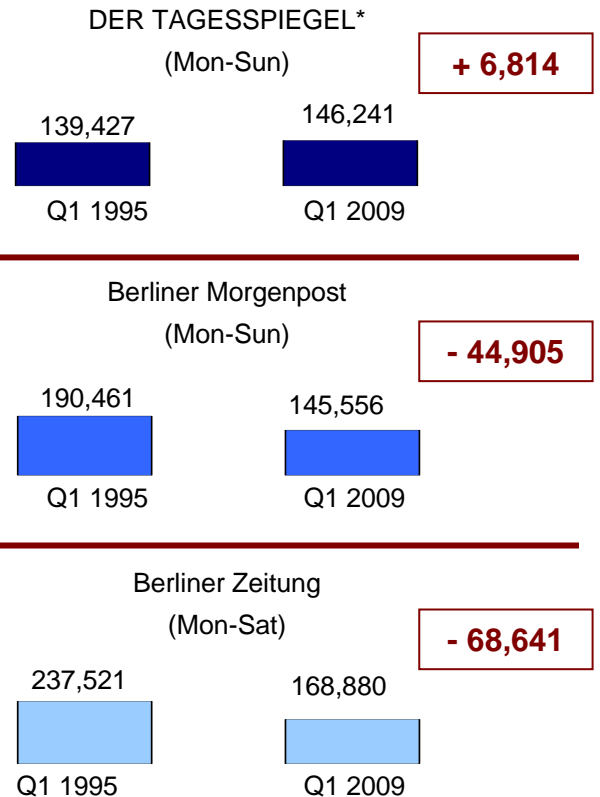 DER TAGESSPIEGEL*
(Mon-Sun)
+ 6,814
139,427
146,241
Q1 1995
Q1 2009
Berliner Morgenpost
(Mon-Sun)
- 44,905
190,461
145,556
Q1 1995
Q1 2009
Berliner Zeitung
(Mon-Sat)
- 68,641
237,521
168,880
Q1 1995
Q1 2009